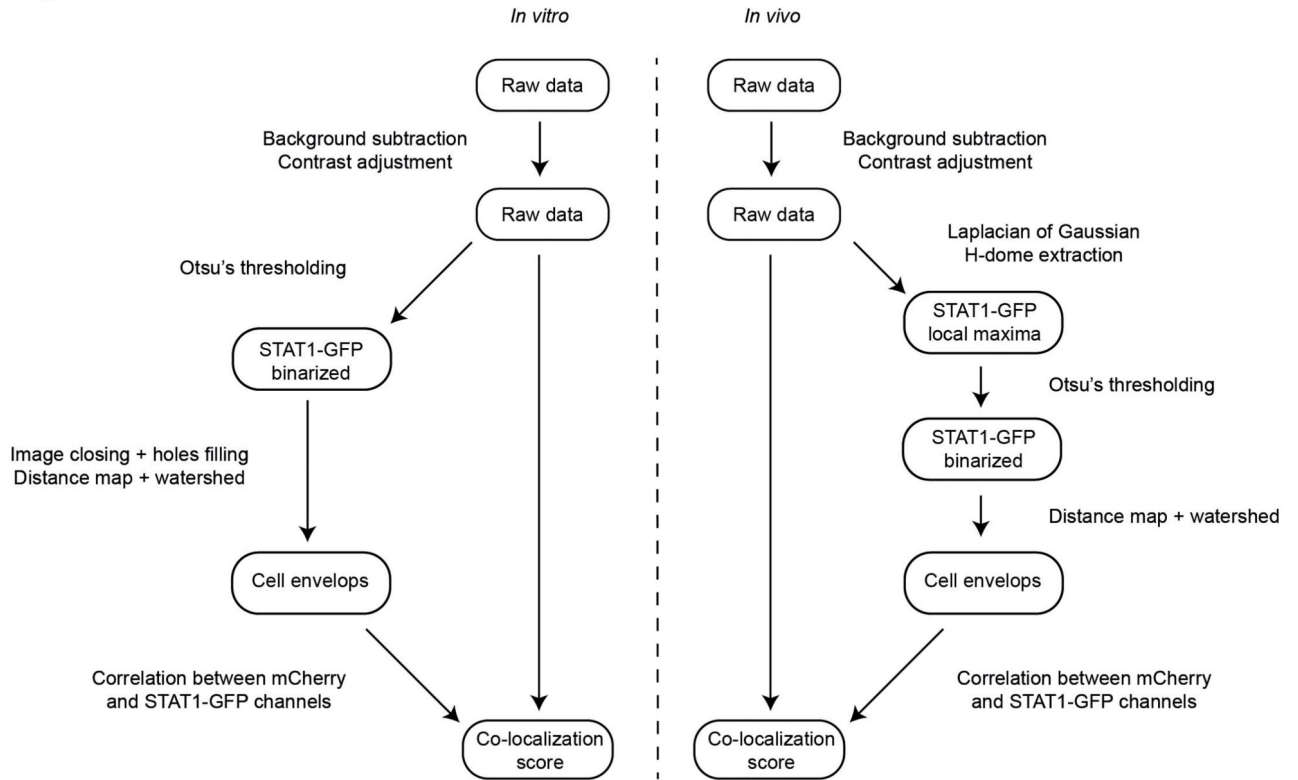 In vitro
Raw data
Background subtraction
Contrast adjustment
Raw data
Otsu's thresholding
STAT1-GFP
binarized
Image closing + holes filling
Distance map + watershed
Cell envelops
Correlation between mCherry
and STAT1-GFP channels
Co-localization
score
In vivo
Raw data
Background subtraction
Contrast adjustment
Raw data
Laplacian of Gaussian
H-dome extraction
STAT1-GFP
local maxima
Otsu's thresholding
STAT1-GFP
binarized
Distance map + watershed
Cell envelops
Correlation between mCherry
and STAT1-GFP channels
Co-localization
score